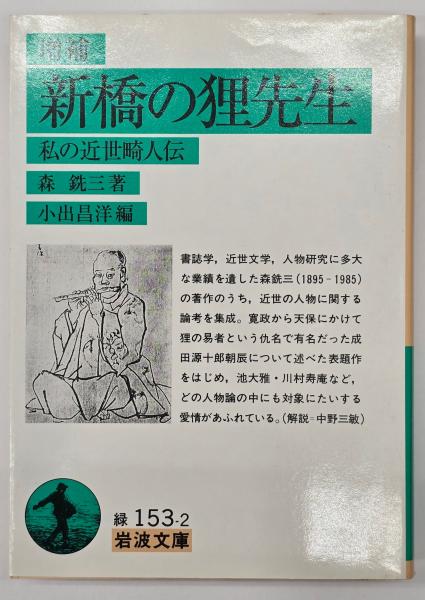 増補
新橋の狸先生
私の近世畸人伝
森 銑三著
小出昌洋編
書誌学，近世文学，人物研究に多大
な業績を遺した森銑三(1895-1985)
の著作のうち，近世の人物に関する
論考を集成。寛政から天保にかけて
狸の易者という仇名で有名だった成
田源十郎朝辰について述べた表題作
をはじめ，池大雅・川村寿庵など，
どの人物論の中にも対象にたいする
愛情があふれている。(解説=中野三敏)
緑 153-2
岩波文庫